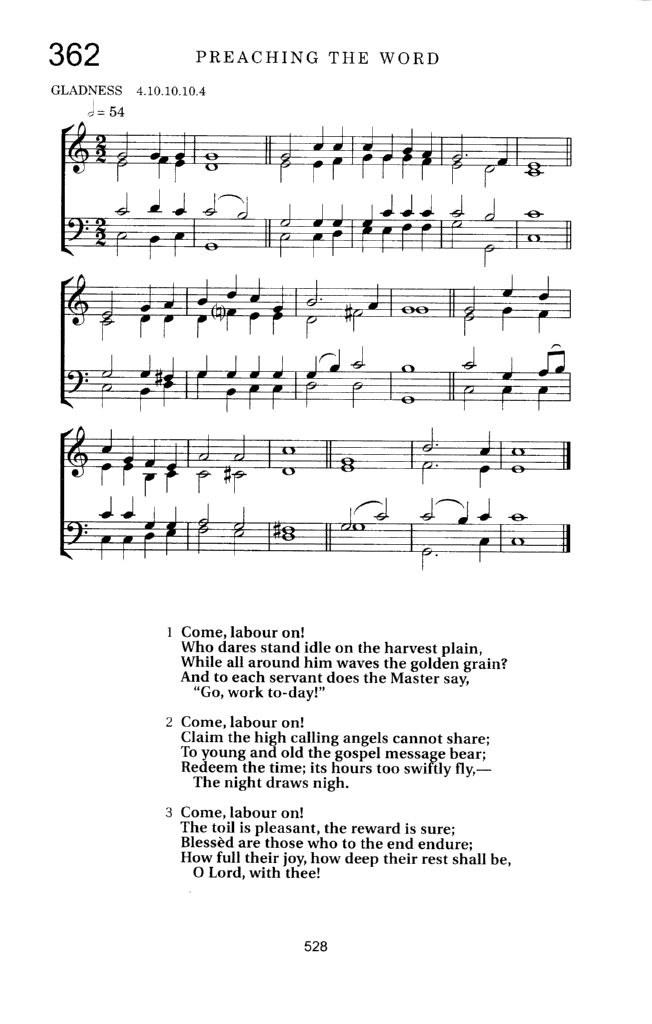 362
PREACHING THE WORD
GLADNESS 4.10.10.10.4
𝅗𝅥 = 54
1 Come, labour on!
Who dares stand idle on the harvest plain,
While all around him waves the golden grain?
And to each servant does the Master say,
“Go, work to-day!”
2 Come, labour on!
Claim the high calling angels cannot share;
To young and old the gospel message bear;
Redeem the time; its hours too swiftly fly,—
The night draws nigh.
3 Come, labour on!
The toil is pleasant, the reward is sure;
Blessèd are those who to the end endure;
How full their joy, how deep their rest shall be,
O Lord, with thee!
528